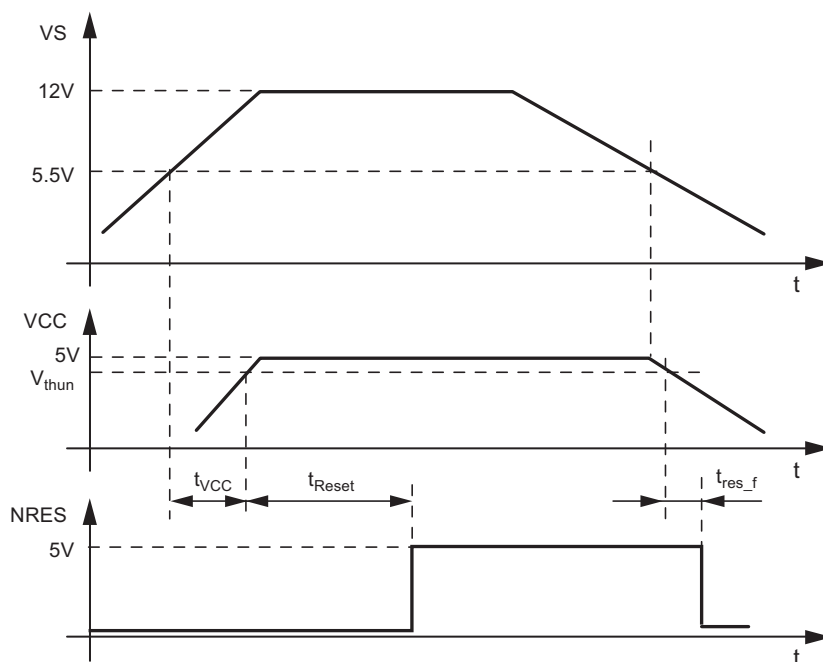 VS
12V
5.5V
t
VCC
5V
V_thun
t
t_VCC
t_Reset
t_res_f
NRES
5V
t